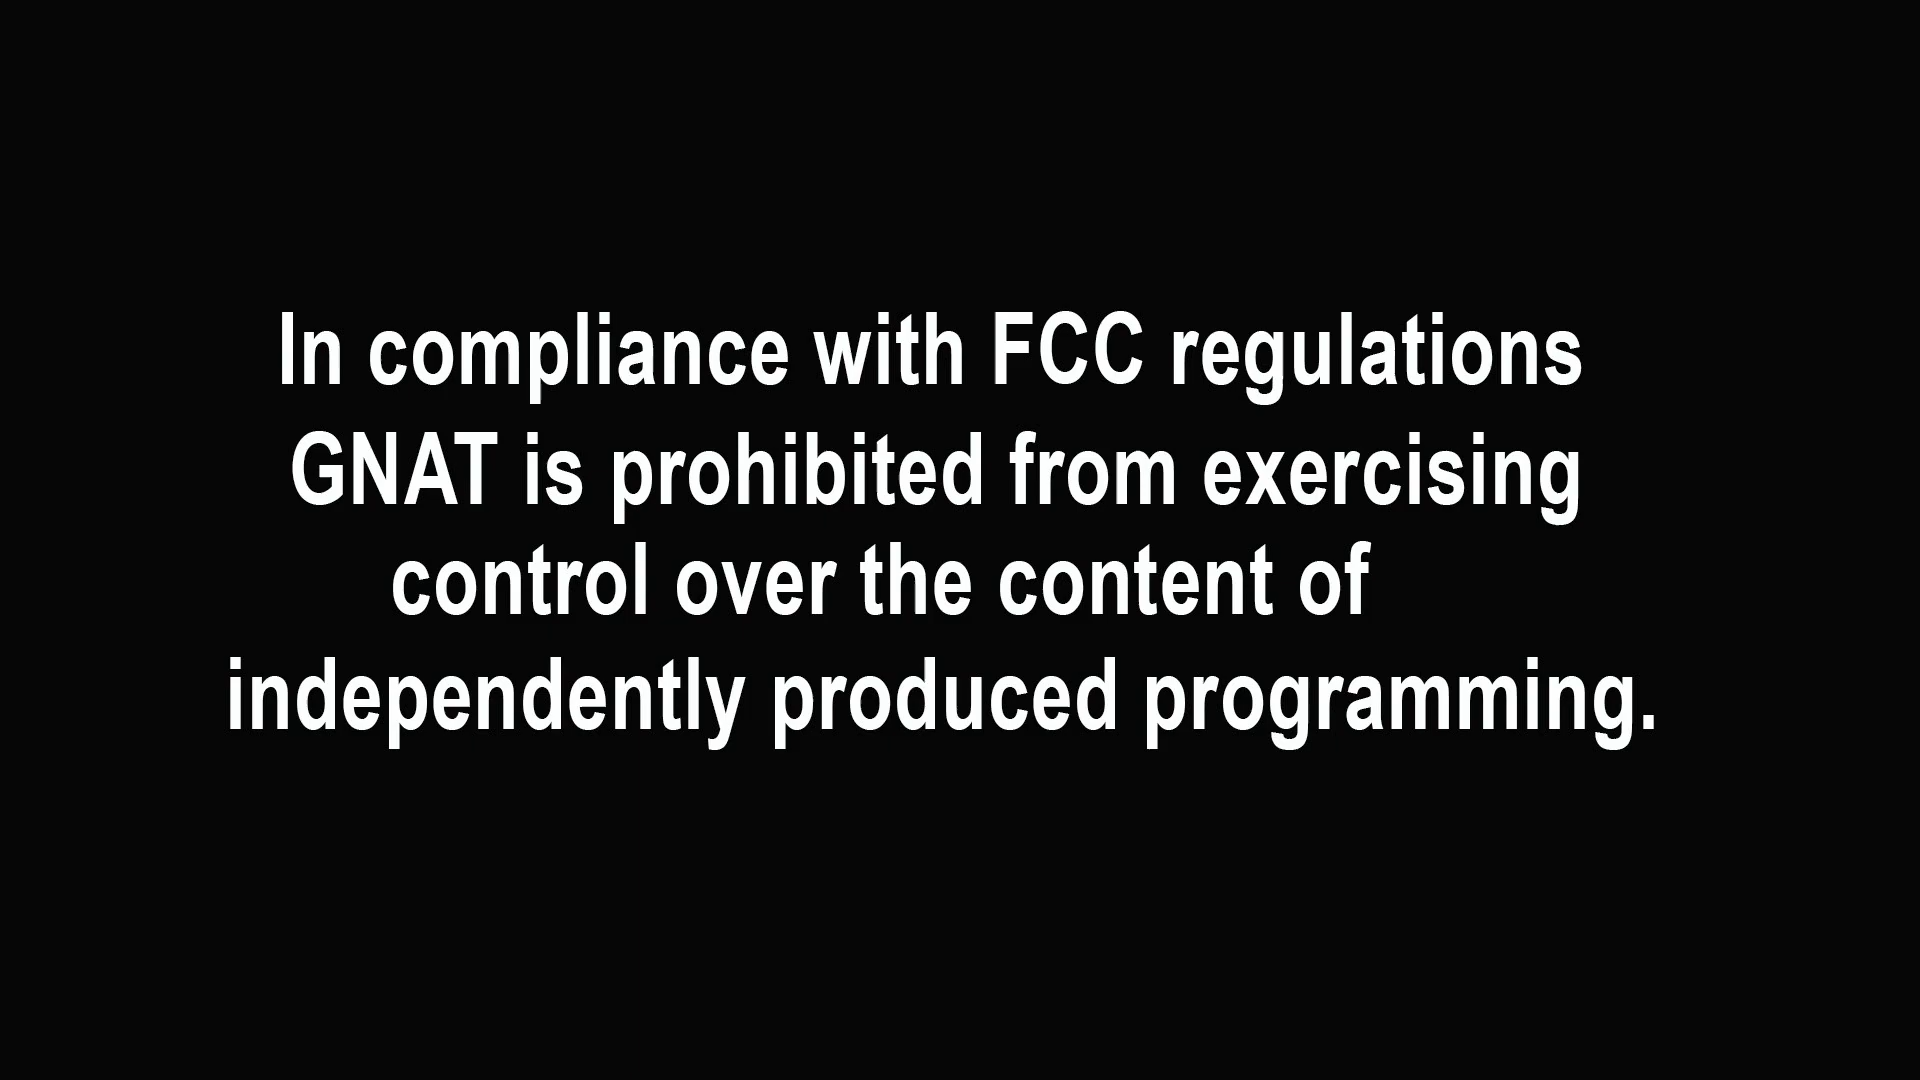 In compliance with FCC regulations
GNAT is prohibited from exercising
control over the content of
independently produced programming.